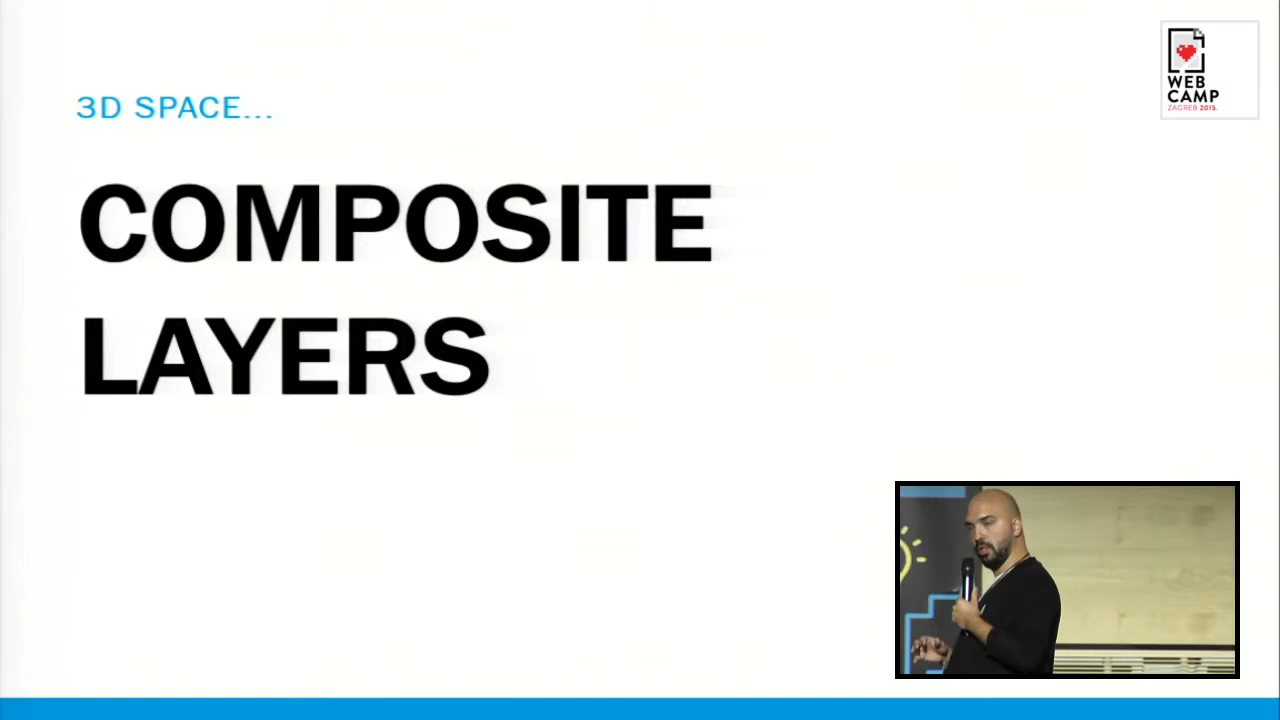 3D SPACE...
COMPOSITE
LAYERS
WEB
CAMP
ZAGREB 2015.